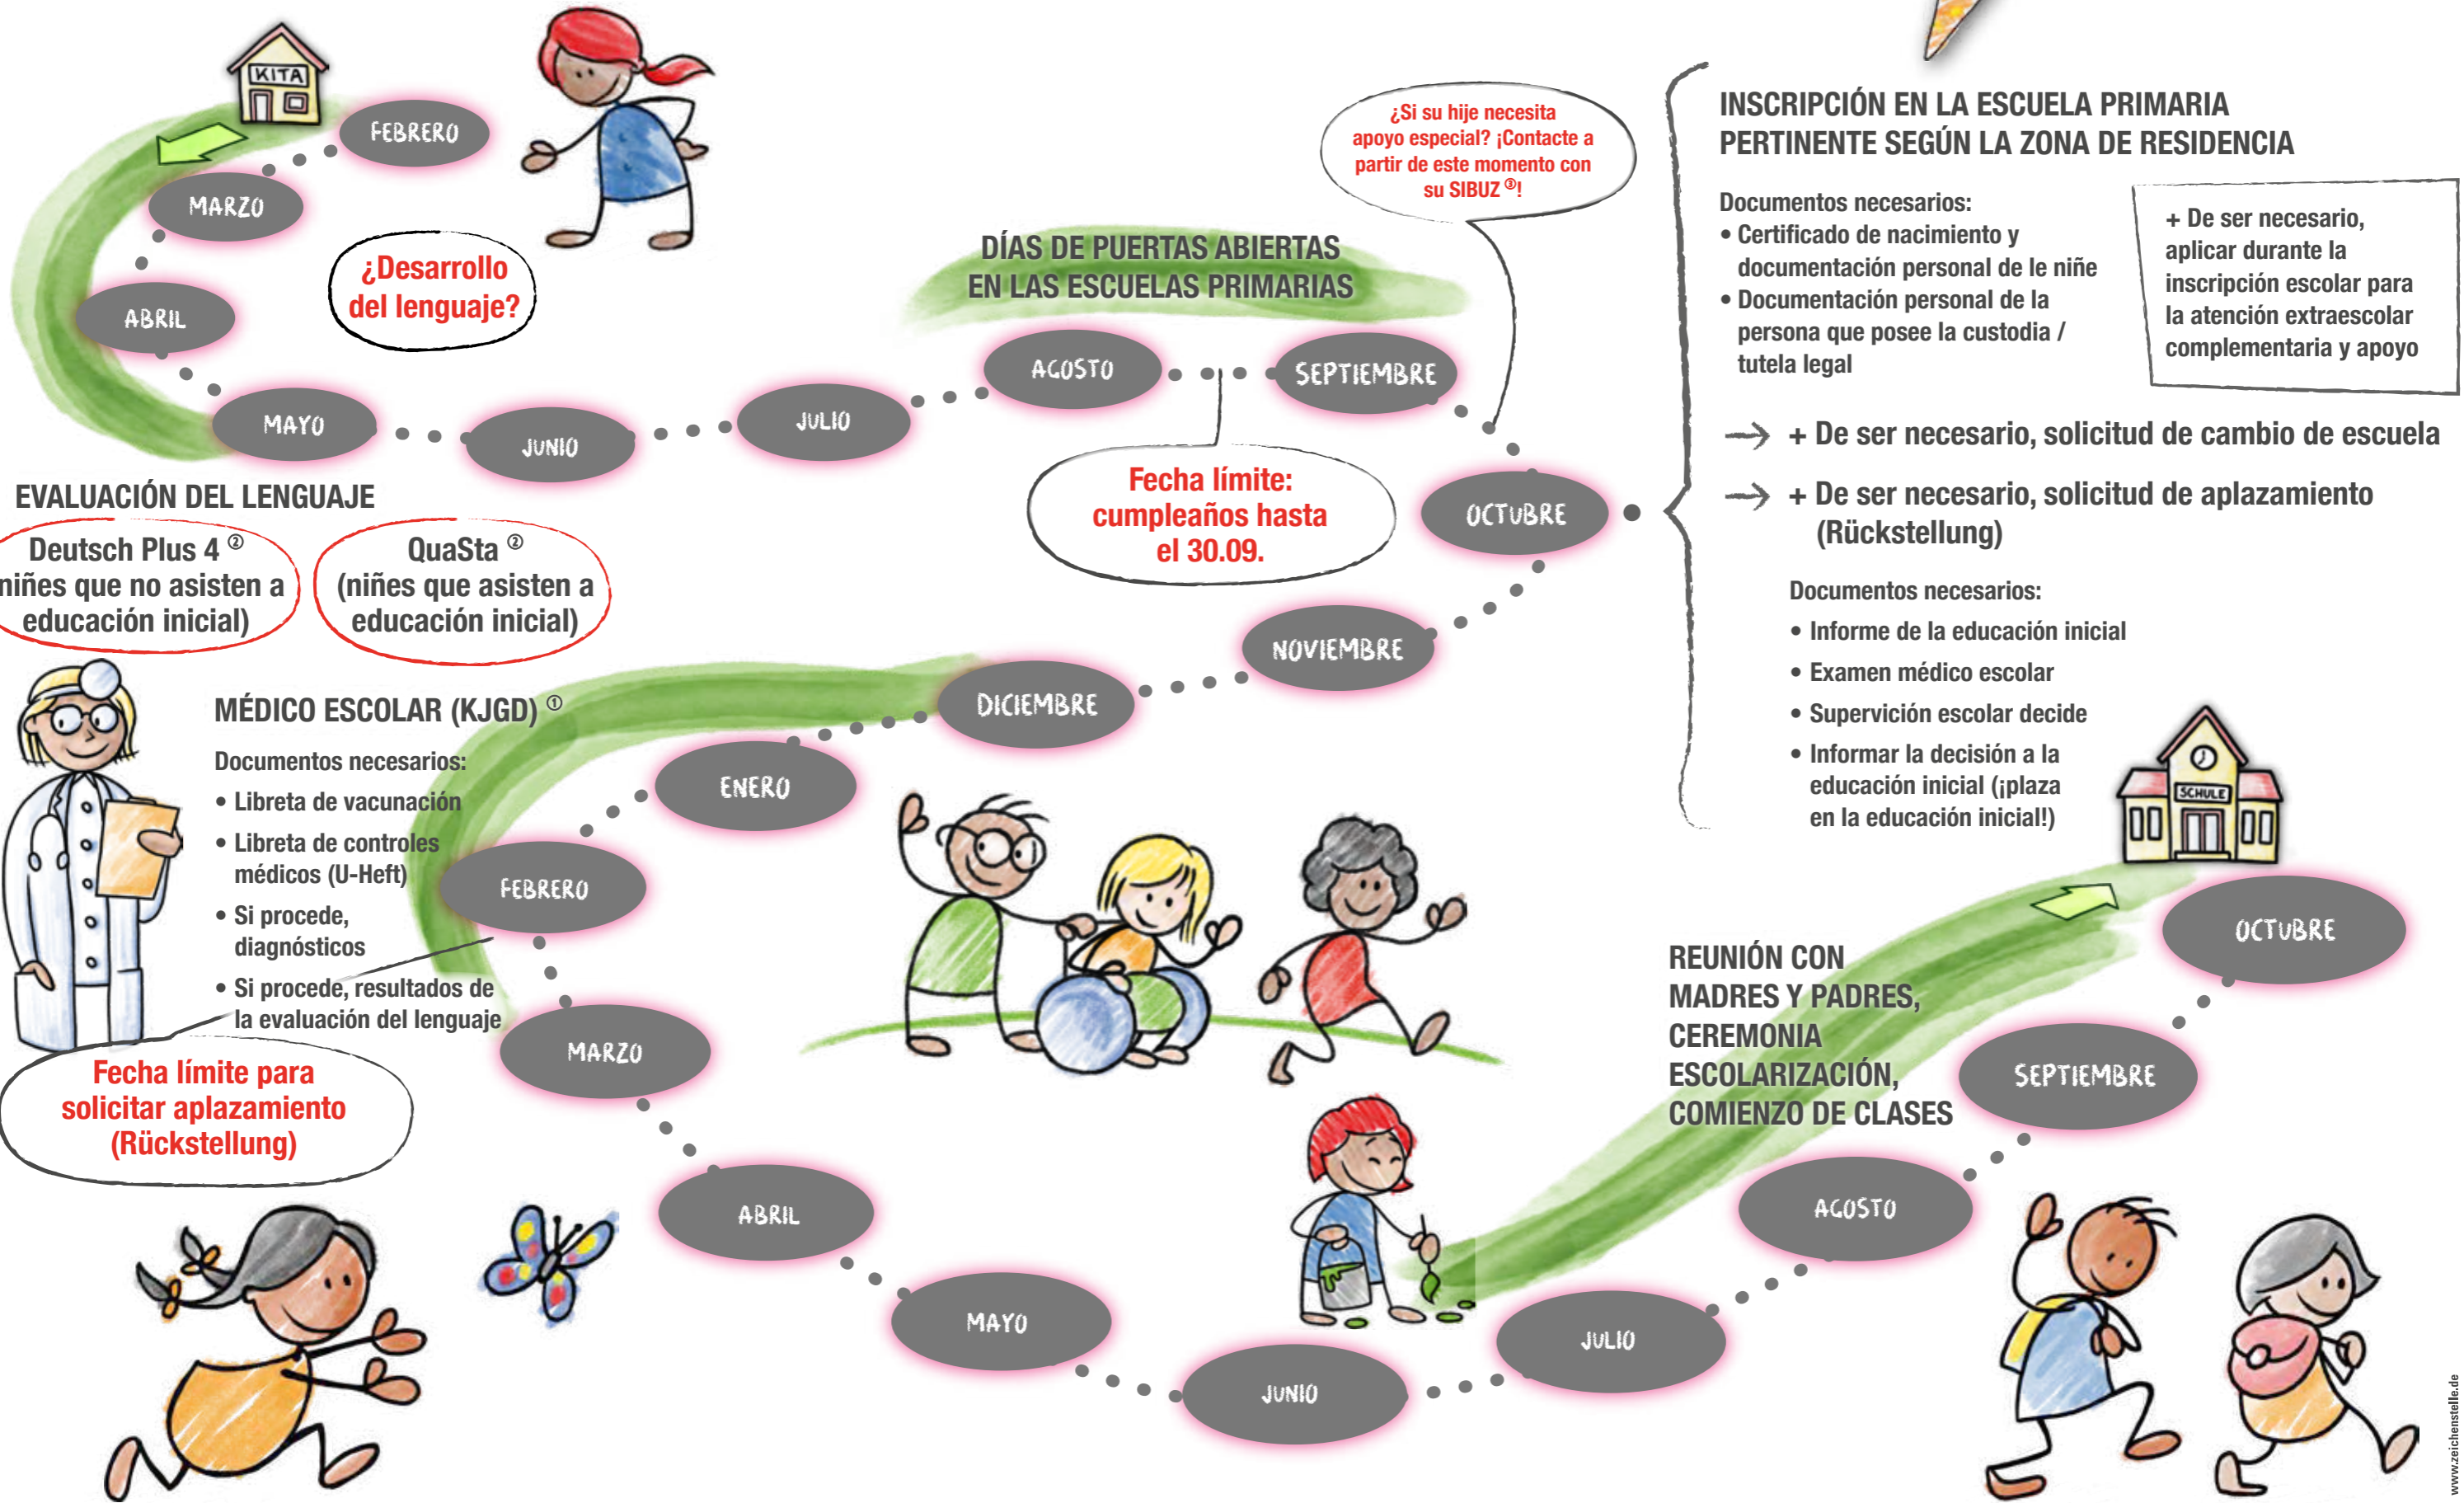 KITA
FEBRERO
MARZO
ABRIL
MAYO
JUNIO
JULIO
AGOSTO
SEPTIEMBRE
OCTUBRE
NOVIEMBRE
DICIEMBRE
ENERO
FEBRERO
MARZO
ABRIL
MAYO
JUNIO
JULIO
AGOSTO
SEPTIEMBRE
OCTUBRE
¿Desarrollo
del lenguaje?
EVALUACIÓN DEL LENGUAJE
Deutsch Plus 4 ②
niñes que no asisten a
educación inicial)
QuaSta ②
(niñes que asisten a
educación inicial)
DÍAS DE PUERTAS ABIERTAS
EN LAS ESCUELAS PRIMARIAS
Fecha límite:
cumpleaños hasta
el 30.09.
¿Si su hije necesita
apoyo especial? ¡Contacte a
partir de este momento con
su SIBUZ ③!
INSCRIPCIÓN EN LA ESCUELA PRIMARIA
PERTINENTE SEGÚN LA ZONA DE RESIDENCIA
Documentos necesarios:
• Certificado de nacimiento y
documentación personal de le niñe
• Documentación personal de la
persona que posee la custodia /
tutela legal
+ De ser necesario,
aplicar durante la
inscripción escolar para
la atención extraescolar
complementaria y apoyo
+ De ser necesario, solicitud de cambio de escuela
+ De ser necesario, solicitud de aplazamiento
(Rückstellung)
Documentos necesarios:
• Informe de la educación inicial
• Examen médico escolar
• Supervición escolar decide
• Informar la decisión a la
educación inicial (¡plaza
en la educación inicial!)
MÉDICO ESCOLAR (KJGD) ①
Documentos necesarios:
• Libreta de vacunación
• Libreta de controles
médicos (U-Heft)
• Si procede,
diagnósticos
• Si procede, resultados de
la evaluación del lenguaje
Fecha límite para
solicitar aplazamiento
(Rückstellung)
SCHULE
REUNIÓN CON
MADRES Y PADRES,
CEREMONIA
ESCOLARIZACIÓN,
COMIENZO DE CLASES
www.zeichenstelle.de